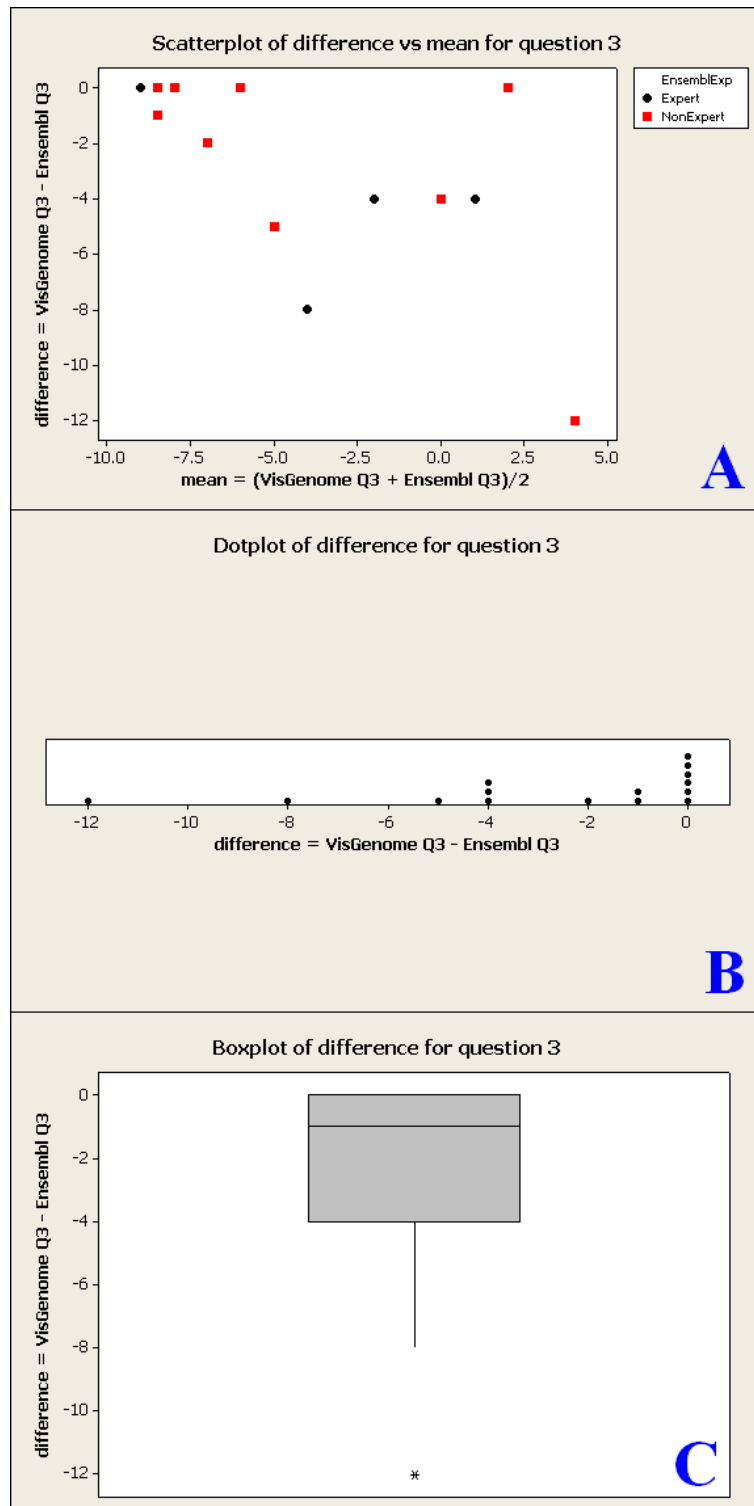 Scatterplot of difference vs mean for question 3
difference = VisGenome Q3 - Ensembl Q3
0
-2
-4
-6
-8
-10
-12
-10.0 -7.5 -5.0 -2.5 0.0 2.5 5.0
mean = (VisGenome Q3 + Ensembl Q3)/2
EnsemblExp
Expert
NonExpert
A
Dotplot of difference for question 3
-12 -10 -8 -6 -4 -2 0
difference = VisGenome Q3 - Ensembl Q3
B
Boxplot of difference for question 3
difference = VisGenome Q3 - Ensembl Q3
0
-2
-4
-6
-8
-10
-12
C